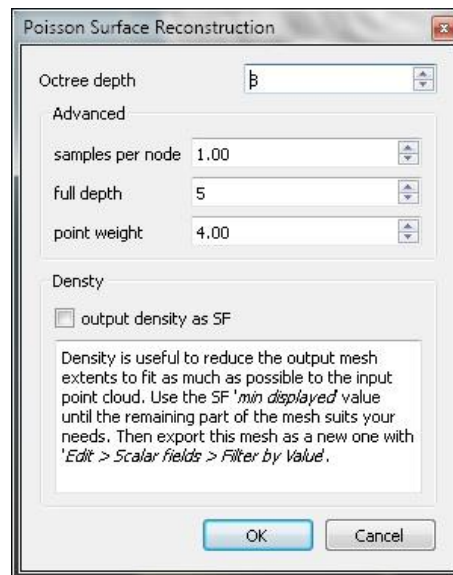 Poisson Surface Reconstruction
Octree depth
Advanced
samples per node 1.00
full depth 5
point weight 4.00
Densty
output density as SF
Density is useful to reduce the output mesh
extents to fit as much as possible to the input
point cloud. Use the SF 'min displayed' value
until the remaining part of the mesh suits your
needs. Then export this mesh as a new one with
'Edit > Scalar fields > Filter by Value'.
OK Cancel